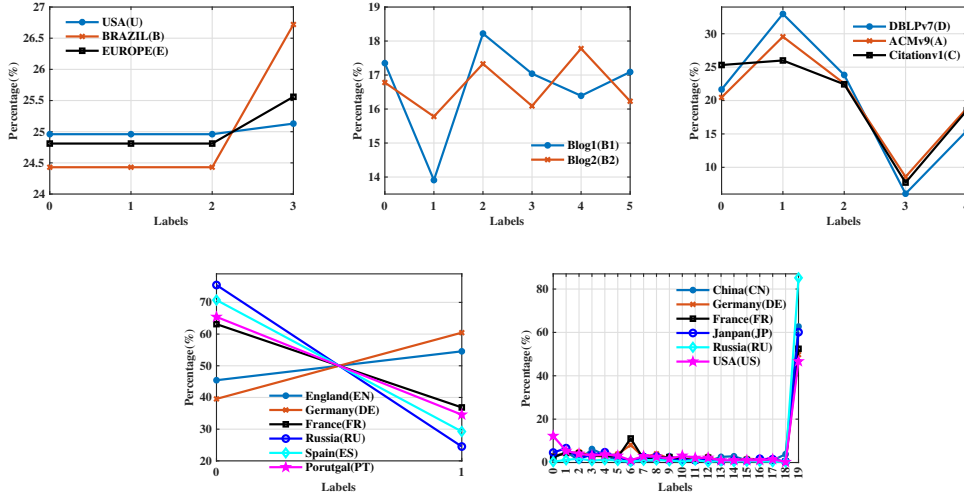 27
26.5
26
25.5
25
24.5
24
Percentage(%)
USA(U)
BRAZIL(B)
EUROPE(E)
0 1 2 3
Labels
18
17
16
15
14
Percentage(%)
Blog1(B1)
Blog2(B2)
0 1 2 3 4 5
Labels
30
25
20
15
10
Percentage(%)
DBLPv7(D)
ACMv9(A)
Citationv1(C)
0 1 2 3
Labels
70
60
50
40
30
20
Percentage(%)
England(EN)
Germany(DE)
France(FR)
Russia(RU)
Spain(ES)
Porutgal(PT)
0 1
Labels
80
60
40
20
0
Percentage(%)
China(CN)
Germany(DE)
France(FR)
Janpan(JP)
Russia(RU)
USA(US)
0 1 2 3 4 5 6 7 8 9 10 11 12 13 14 15 16 17 18 19
Labels